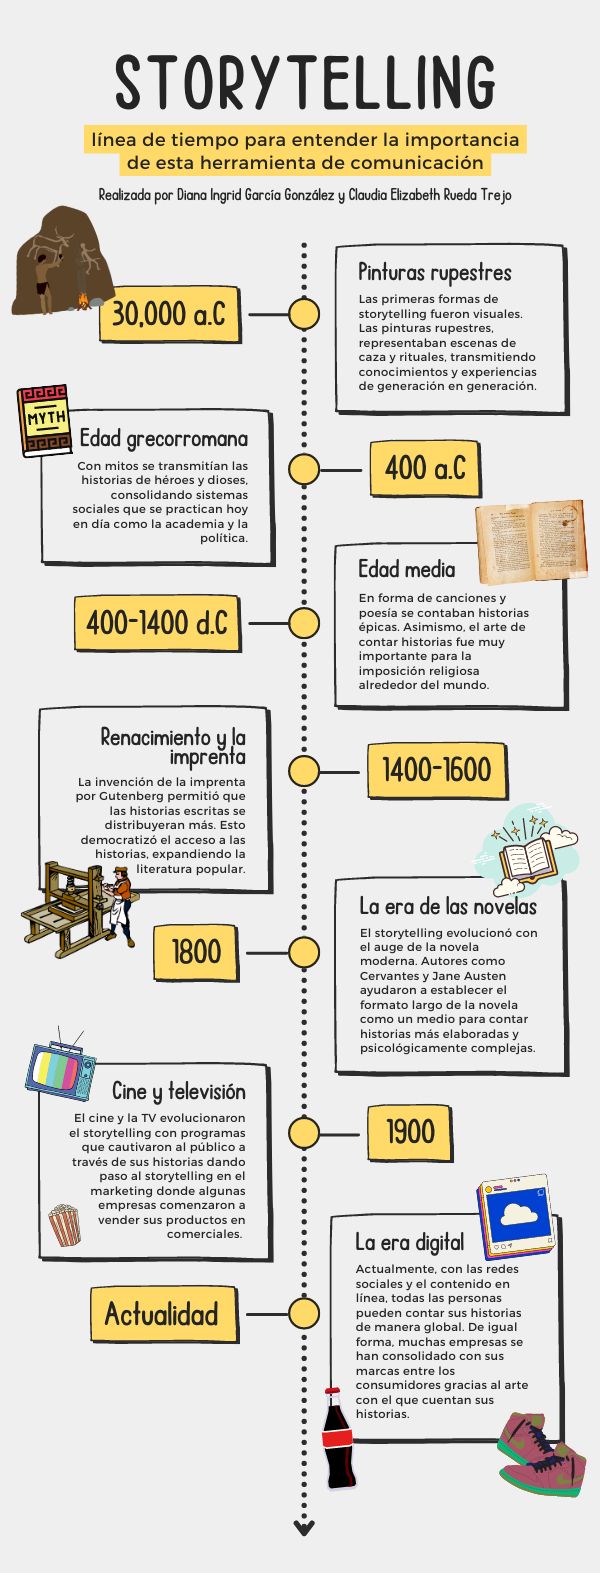 STORYTELLING
línea de tiempo para entender la importancia
de esta herramienta de comunicación
Realizada por Diana Ingrid García González y Claudia Elizabeth Rueda Trejo
30,000 a.C
Pinturas rupestres
Las primeras formas de
storytelling fueron visuales.
Las pinturas rupestres,
representaban escenas de
caza y rituales, transmitiendo
conocimientos y experiencias
de generación en generación.
MYTH
Edad grecorromana
Con mitos se transmitían las
historias de héroes y dioses,
consolidando sistemas
sociales que se practican hoy
en día como la academia y la
política.
400 a.C
Edad media
En forma de canciones y
poesía se contaban historias
épicas. Asimismo, el arte de
contar historias fue muy
importante para la
imposición religiosa
alrededor del mundo.
400-1400 d.C
Renacimiento y la
imprenta
La invención de la imprenta
por Gutenberg permitió que
las historias escritas se
distribuyeran más. Esto
democratizó el acceso a las
historias, expandiendo la
literatura popular.
1400-1600
La era de las novelas
El storytelling evolucionó con
el auge de la novela
moderna. Autores como
Cervantes y Jane Austen
ayudaron a establecer el
formato largo de la novela
como un medio para contar
historias más elaboradas y
psicológicamente complejas.
1800
Cine y televisión
El cine y la TV evolucionaron
el storytelling con programas
que cautivaron al público a
través de sus historias dando
paso al storytelling en el
marketing donde algunas
empresas comenzaron a
vender sus productos en
comerciales.
1900
La era digital
Actualmente, con las redes
sociales y el contenido en
línea, todas las personas
pueden contar sus historias
de manera global. De igual
forma, muchas empresas se
han consolidado con sus
marcas entre los
consumidores gracias al arte
con el que cuentan sus
historias.
Actualidad